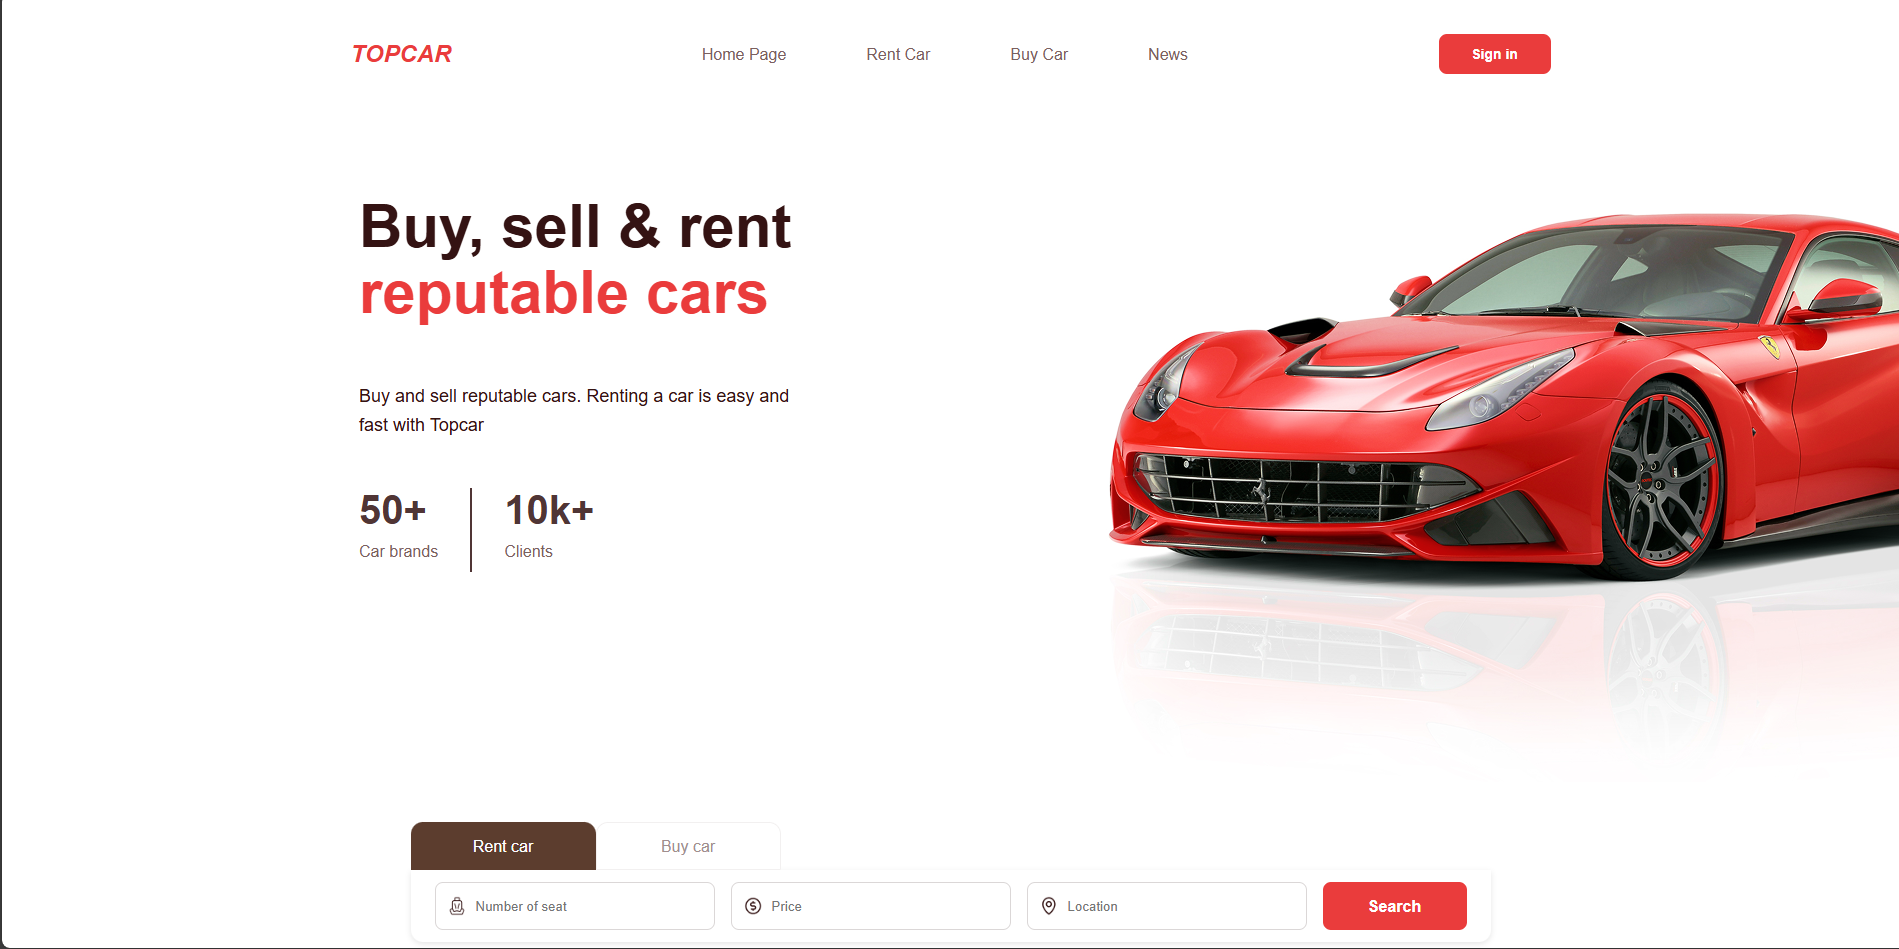 TOPCAR
Home Page
Rent Car
Buy Car
News
Sign in
Buy, sell & rent
reputable cars
Buy and sell reputable cars. Renting a car is easy and
fast with Topcar
50+
Car brands
10k+
Clients
Rent car
Buy car
Number of seat
Price
Location
Search